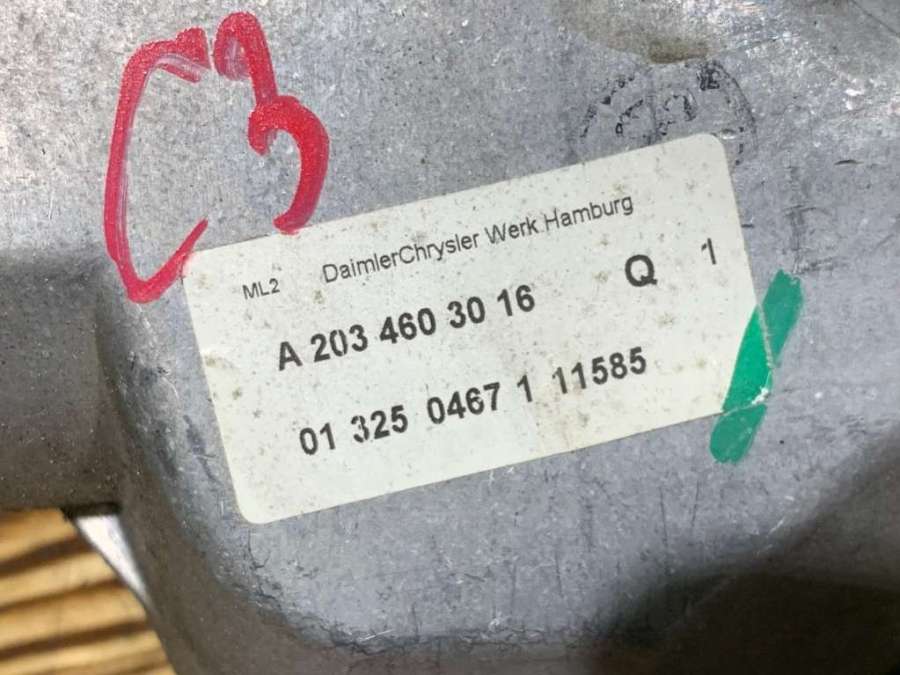 C3
ML2 DaimlerChrysler Werk Hamburg
A 203 460 30 16 Q 1
01 325 0467 1 11585